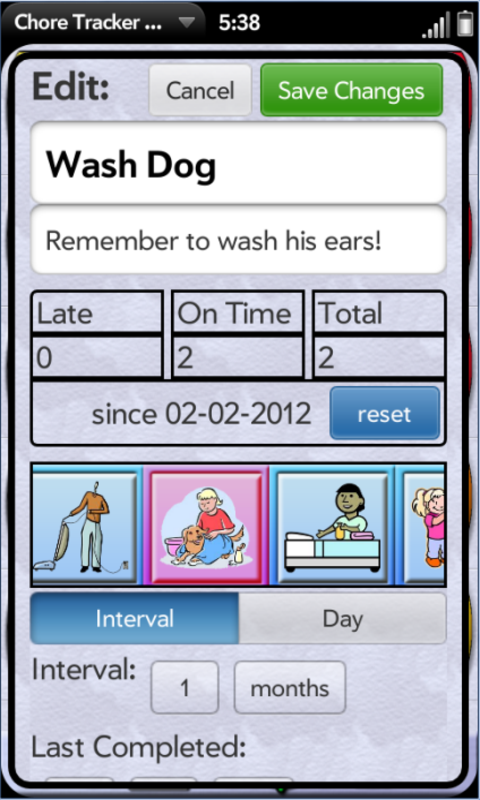 Chore Tracker ... 5:38
Edit: Cancel Save Changes
Wash Dog
Remember to wash his ears!
Late On Time Total
0 2 2
since 02-02-2012 reset
Interval Day
Interval: 1 months
Last Completed: